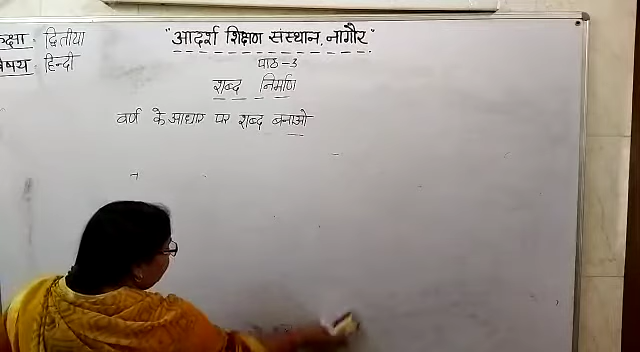 कक्षा - द्वितीया
विषय - हिन्दी
"आदर्श शिक्षण संस्थान, नागौर"
पाठ - 3
शब्द निर्माण
वर्ण के आधार पर शब्द बनाओ